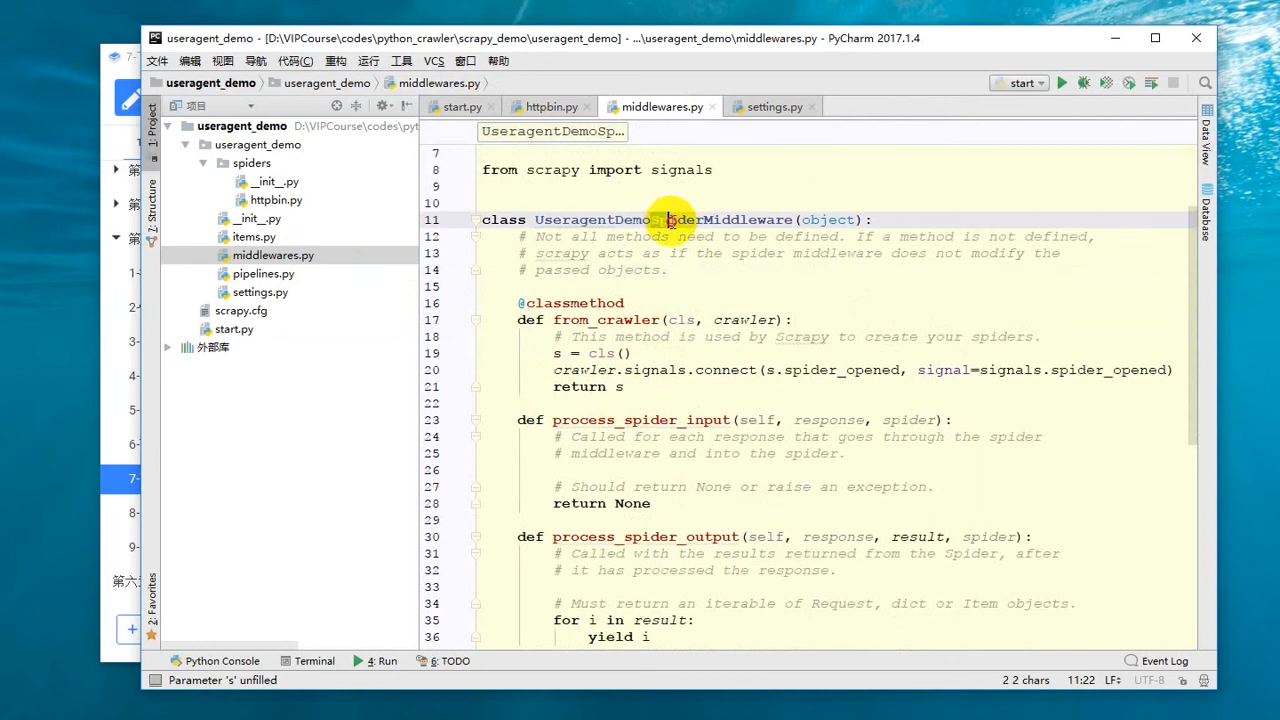 useragent_demo - [D:\VIPCourse\codes\python_crawler\scrapy_demo\useragent_demo] - ...\useragent_demo\middlewares.py - PyCharm 2017.1.4
文件 编辑 视图 导航 代码(C) 重构 运行 工具 VCS 窗口 帮助
useragent_demo useragent_demo middlewares.py start
项目 start.py httpbin.py middlewares.py settings.py
UseragentDemoSp...
useragent_demo D:\VIPCourse\codes\pyt
useragent_demo
spiders
__init__.py
httpbin.py
__init__.py
items.py
middlewares.py
pipelines.py
settings.py
scrapy.cfg
start.py
外部库
1: Project
7: Structure
2: Favorites
7
8 from scrapy import signals
9
10
11 class UseragentDemoSpiderMiddleware(object):
12 # Not all methods need to be defined. If a method is not defined,
13 # scrapy acts as if the spider middleware does not modify the
14 # passed objects.
15
16 @classmethod
17 def from_crawler(cls, crawler):
18 # This method is used by Scrapy to create your spiders.
19 s = cls()
20 crawler.signals.connect(s.spider_opened, signal=signals.spider_opened)
21 return s
22
23 def process_spider_input(self, response, spider):
24 # Called for each response that goes through the spider
25 # middleware and into the spider.
26
27 # Should return None or raise an exception.
28 return None
29
30 def process_spider_output(self, response, result, spider):
31 # Called with the results returned from the Spider, after
32 # it has processed the response.
33
34 # Must return an iterable of Request, dict or Item objects.
35 for i in result:
36 yield i
Data View
Database
7-
第
第
第
1-
2-
3-
4-
5-
6-
7-
8-
9-
第六
+
Python Console Terminal 4: Run 6: TODO Event Log
Parameter 's' unfilled 2 2 chars 11:22 LF÷ UTF-8